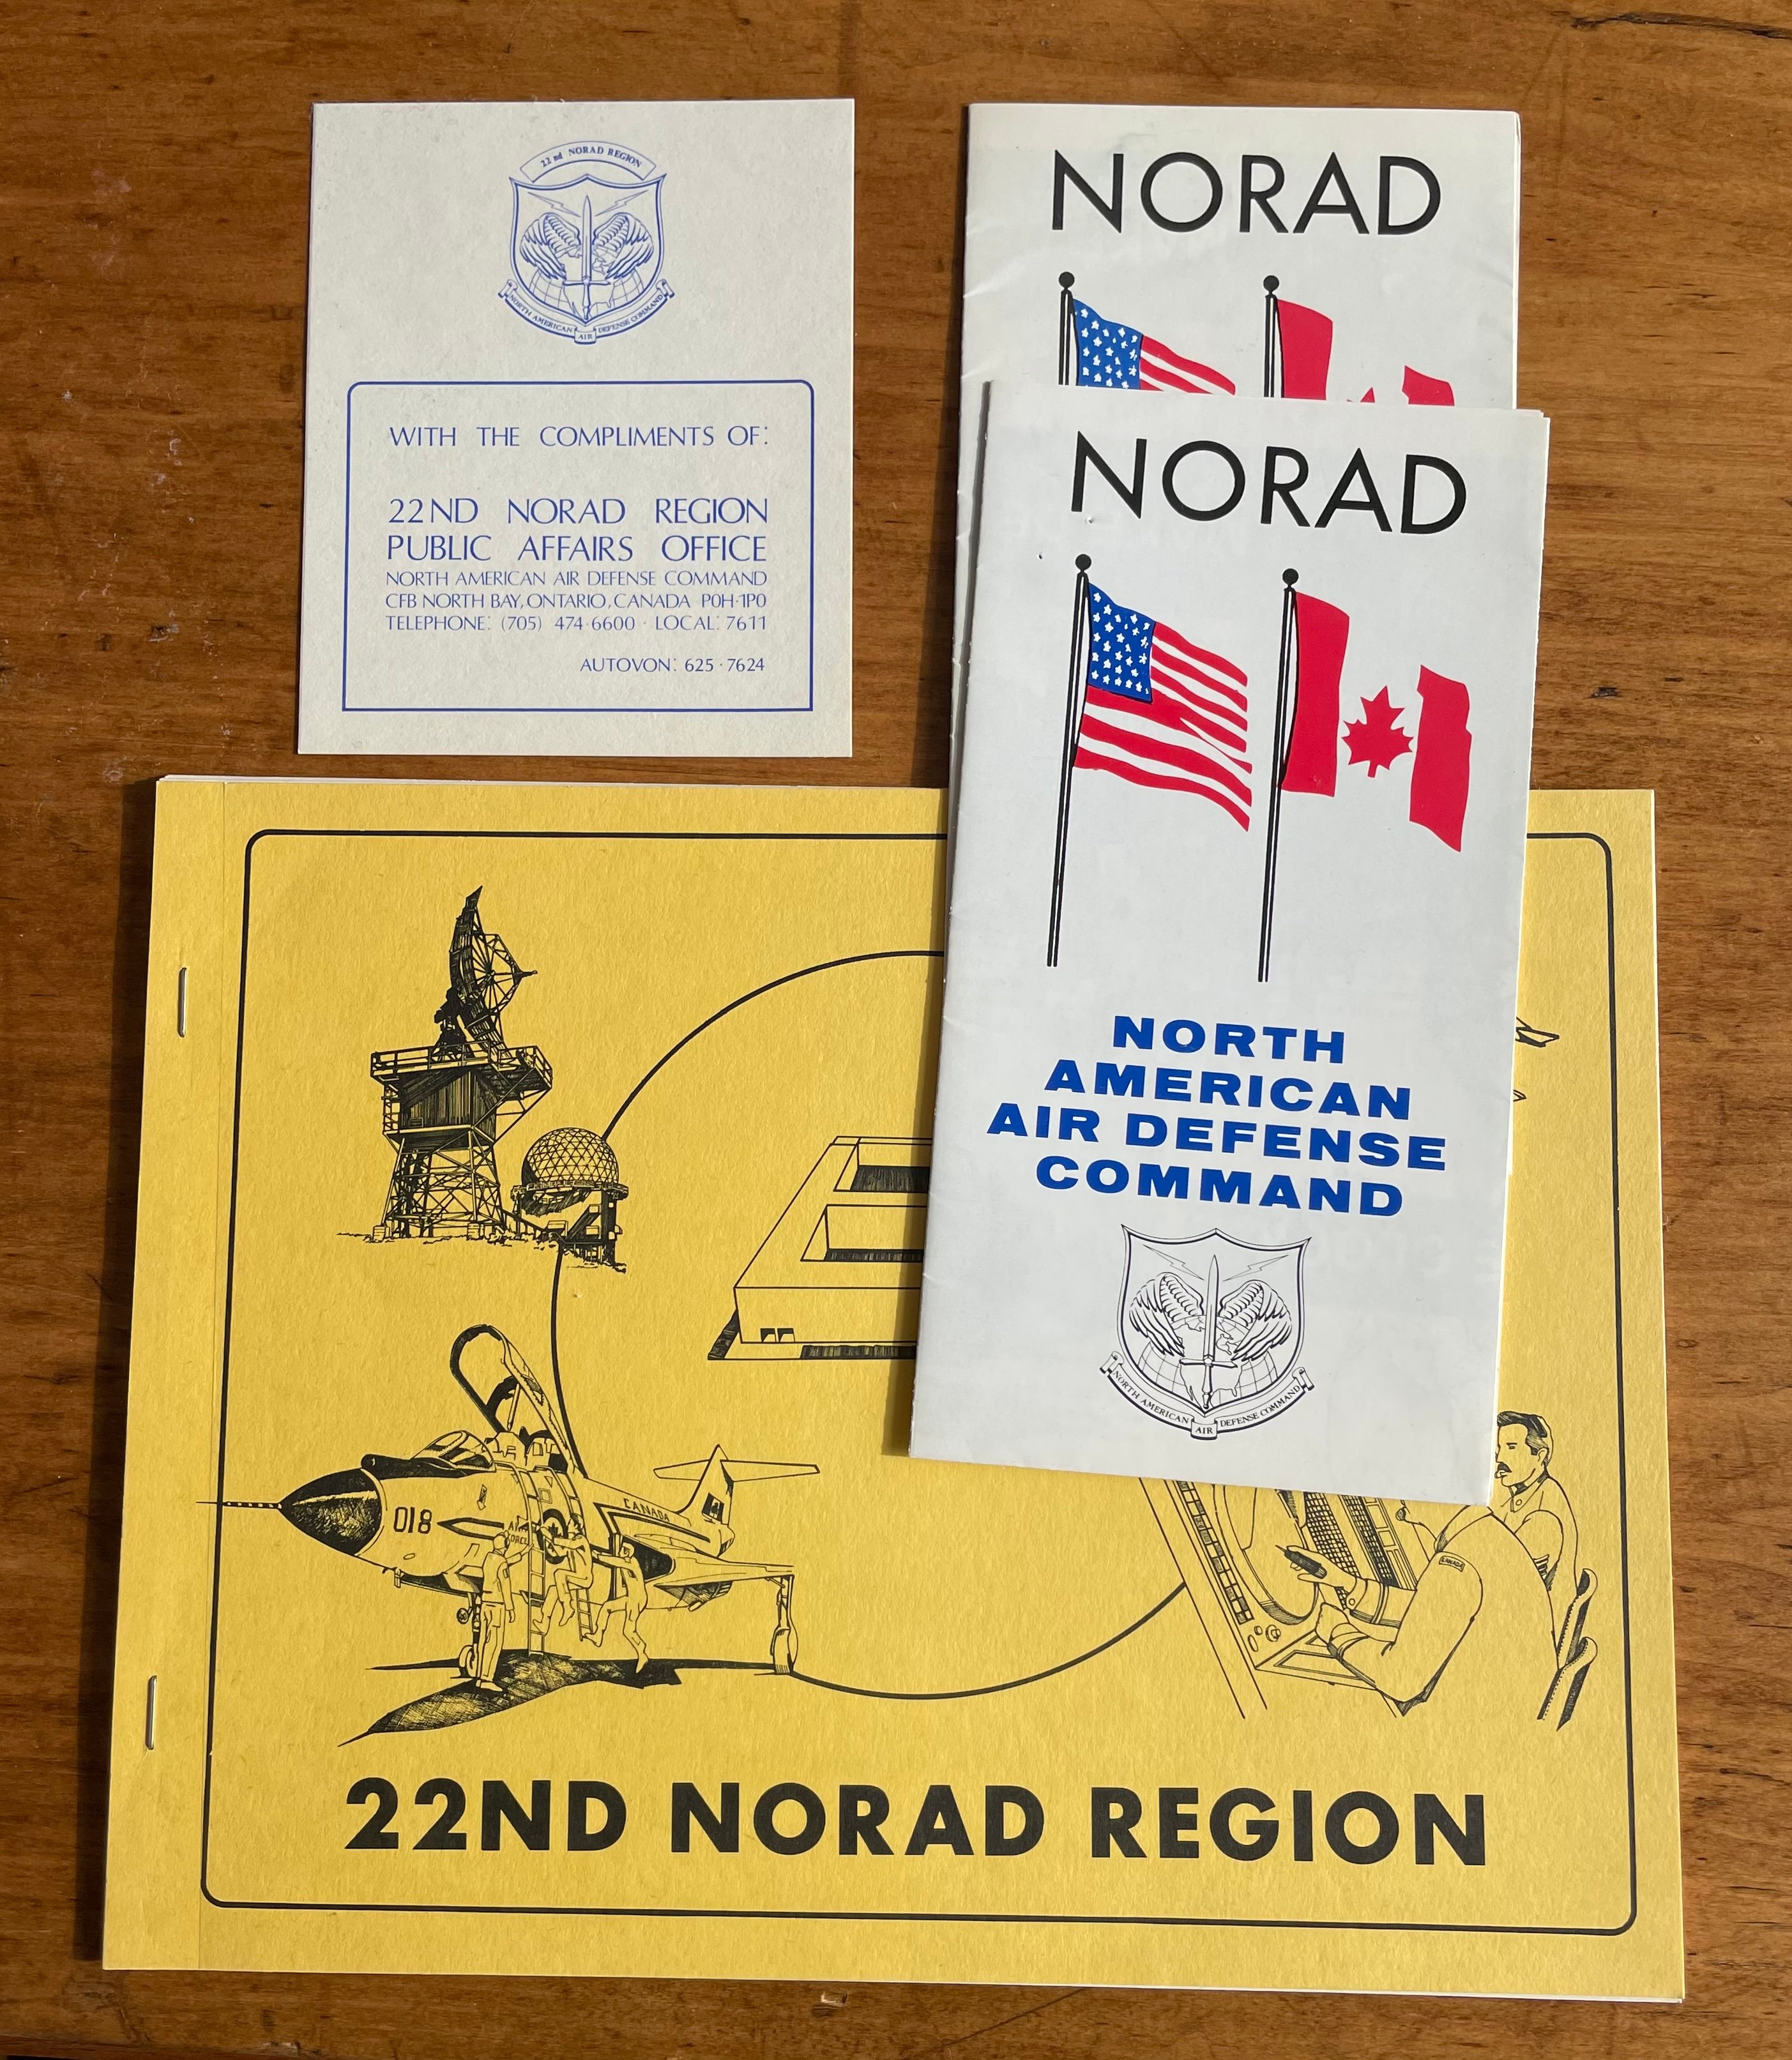 22nd NORAD REGION
NORTH AMERICAN AIR DEFENSE COMMAND
WITH THE COMPLIMENTS OF:
22ND NORAD REGION
PUBLIC AFFAIRS OFFICE
NORTH AMERICAN AIR DEFENSE COMMAND
CFB NORTH BAY, ONTARIO, CANADA P0H·1P0
TELEPHONE: (705) 474·6600 · LOCAL: 7611
AUTOVON: 625·7624
NORAD
NORAD
NORTH
AMERICAN
AIR DEFENSE
COMMAND
NORTH AMERICAN AIR DEFENSE COMMAND
018
CANADA
CANADA
22ND NORAD REGION